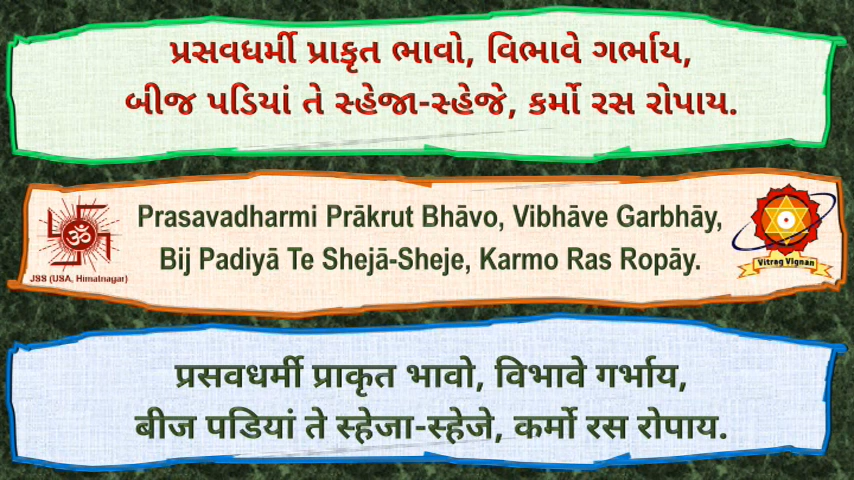 પ્રસવધર્મી પ્રાકૃત ભાવો, વિભાવે ગર્ભાય,
બીજ પડિયાં તે સ્હેજા-સ્હેજે, કર્મો રસ રોપાય.
Prasavadharmi Prākrut Bhāvo, Vibhāve Garbhāy,
Bij Padiyā Te Shejā-Sheje, Karmo Ras Ropāy.
ॐ
JSS (USA, Himatnagar)
Vitrag Vignan
प्रसवधर्मी प्राकृत भावो, विभावे गर्भाय,
बीज पडियां ते स्हेजा-स्हेजे, कर्मो रस रोपाय.